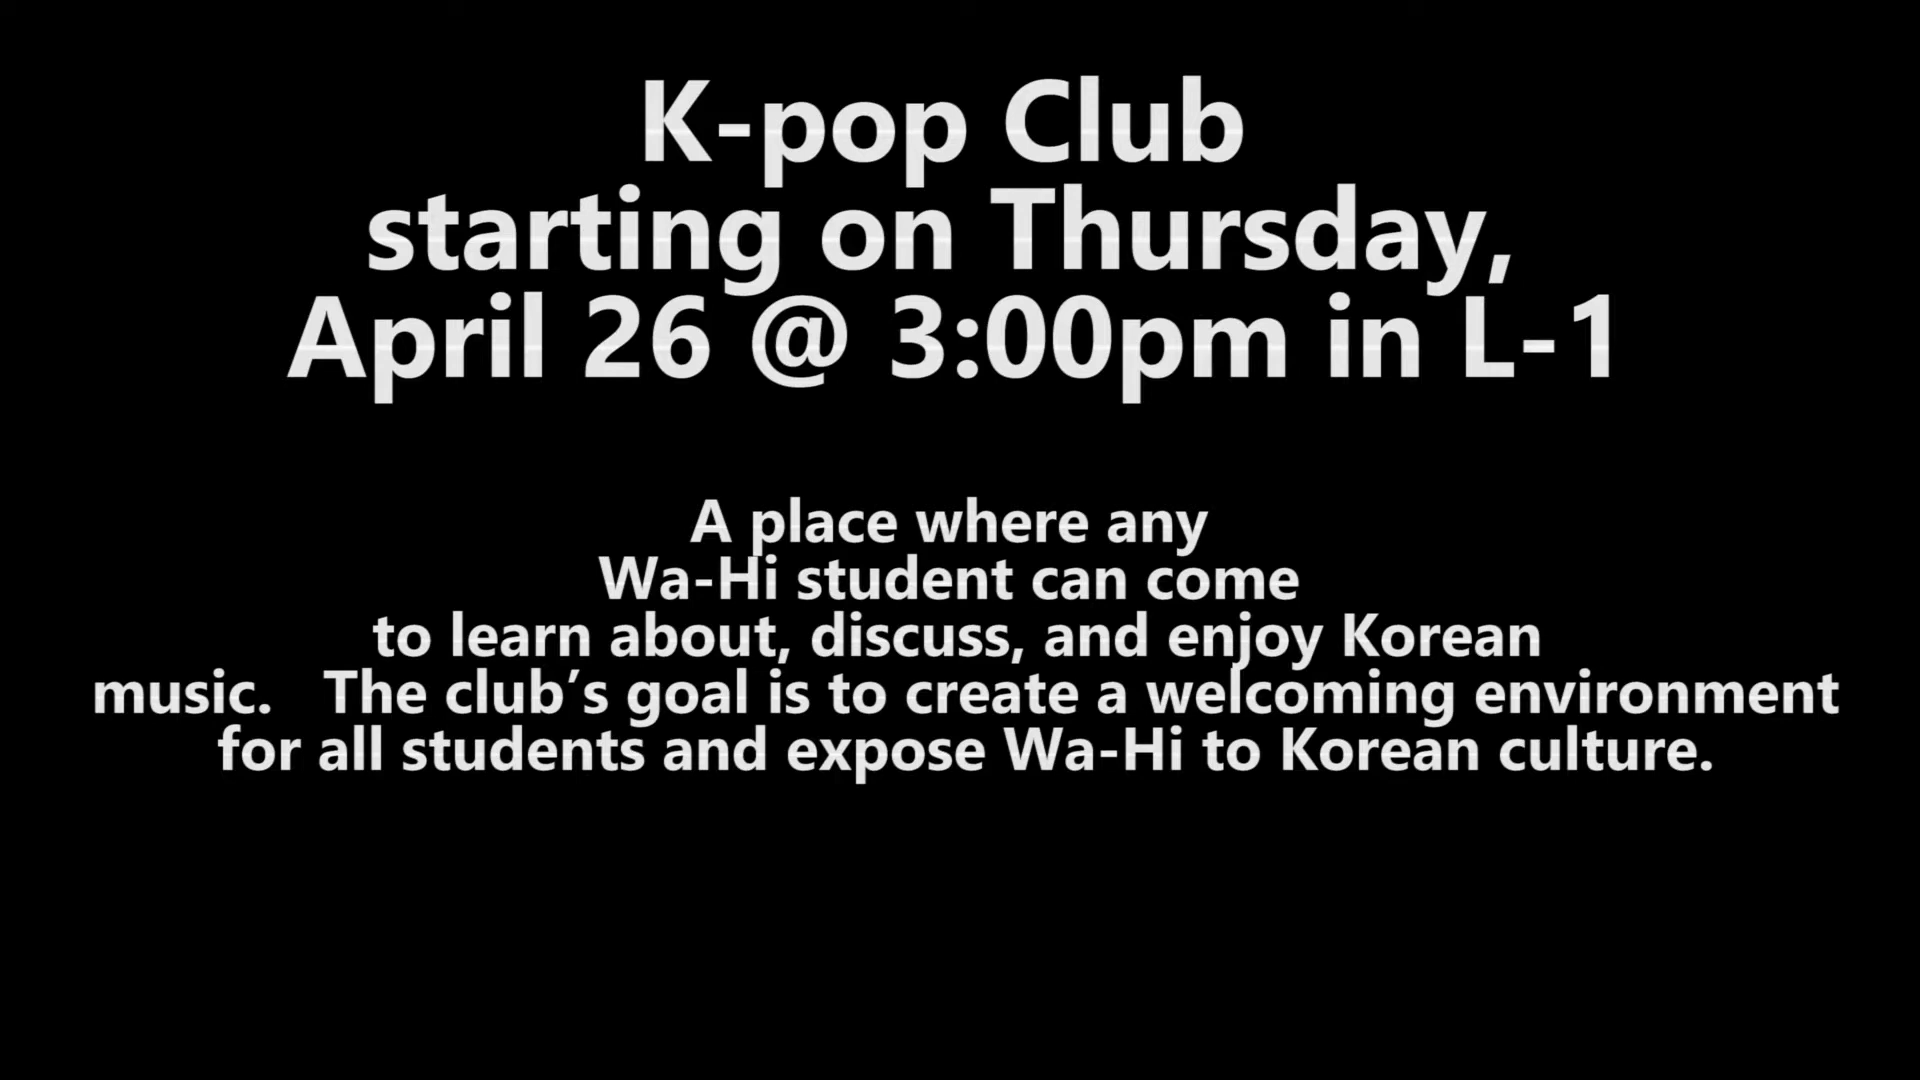 K-pop Club
starting on Thursday,
April 26 @ 3:00pm in L-1
A place where any
Wa-Hi student can come
to learn about, discuss, and enjoy Korean
music.   The club’s goal is to create a welcoming environment
for all students and expose Wa-Hi to Korean culture.